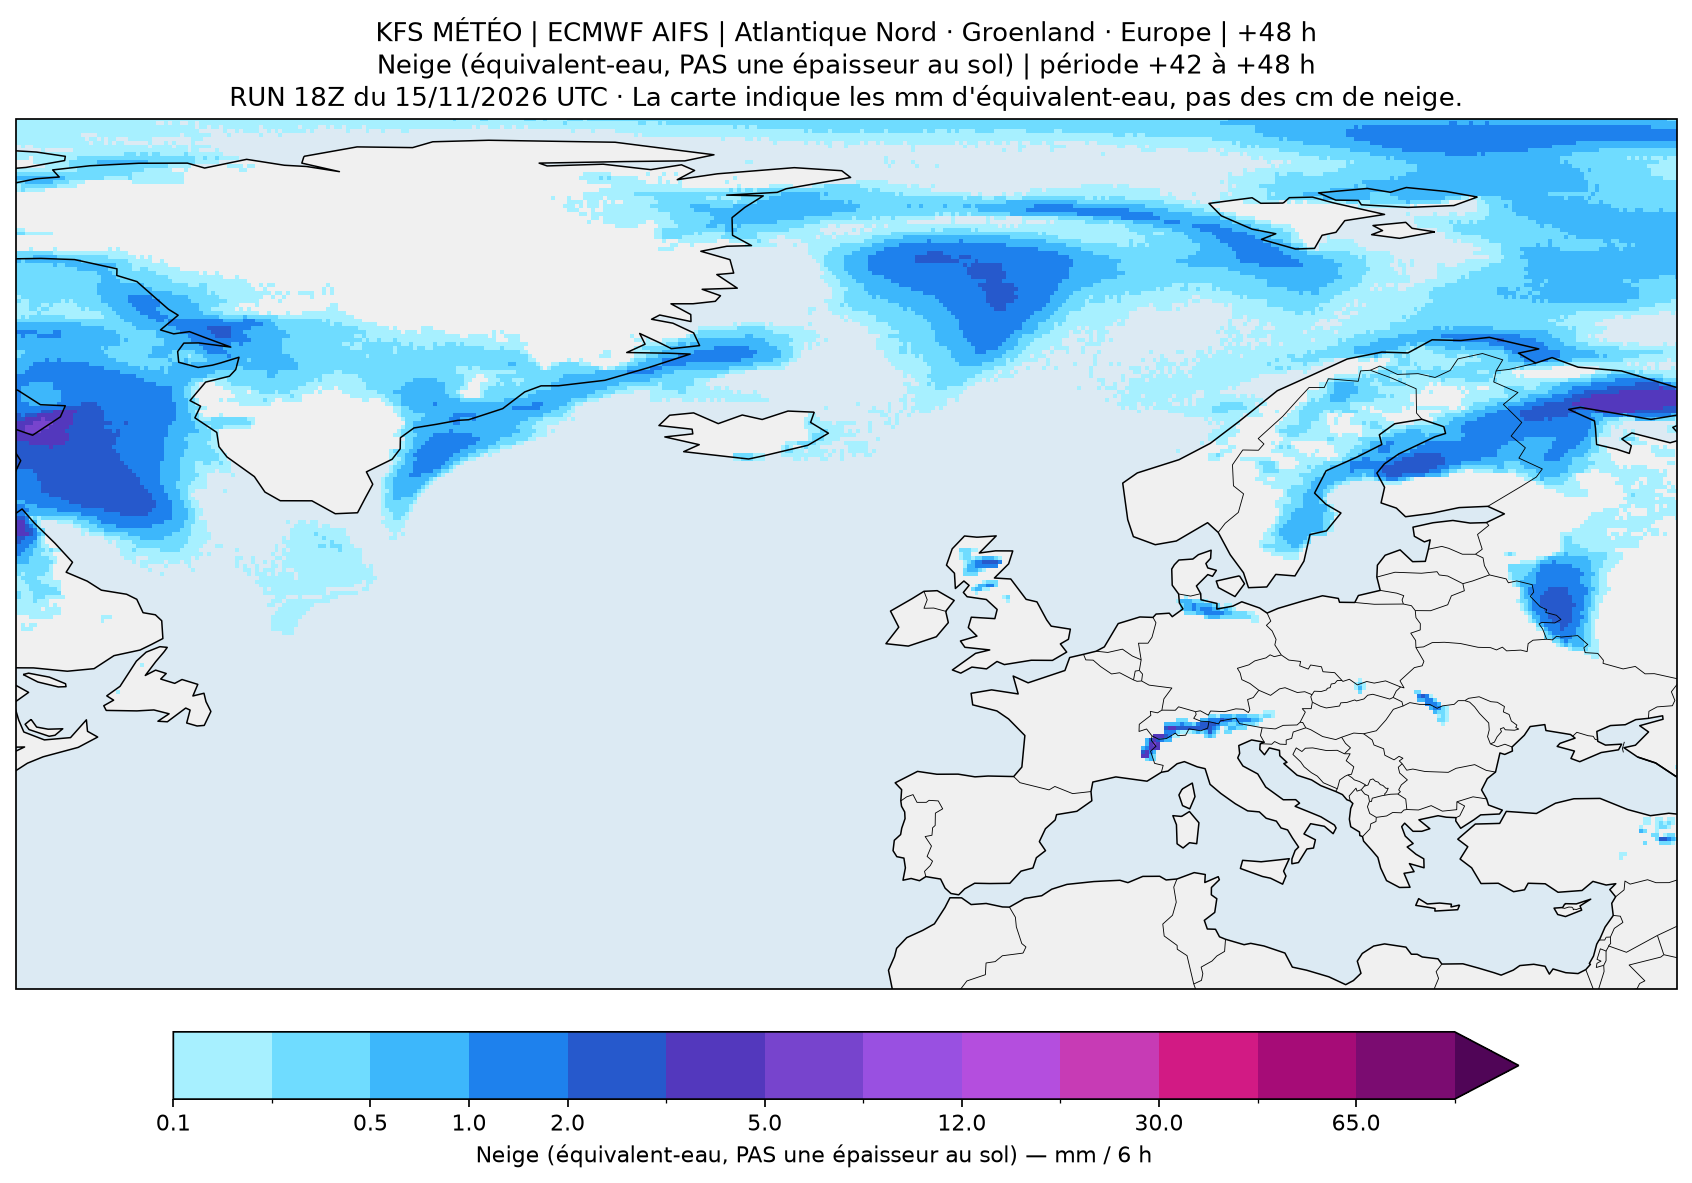 KFS MÉTÉO | ECMWF AIFS | Atlantique Nord · Groenland · Europe | +48 h
Neige (équivalent-eau, PAS une épaisseur au sol) | période +42 à +48 h
RUN 18Z du 15/11/2026 UTC · La carte indique les mm d'équivalent-eau, pas des cm de neige.
0.1 0.5 1.0 2.0 5.0 12.0 30.0 65.0
Neige (équivalent-eau, PAS une épaisseur au sol) — mm / 6 h